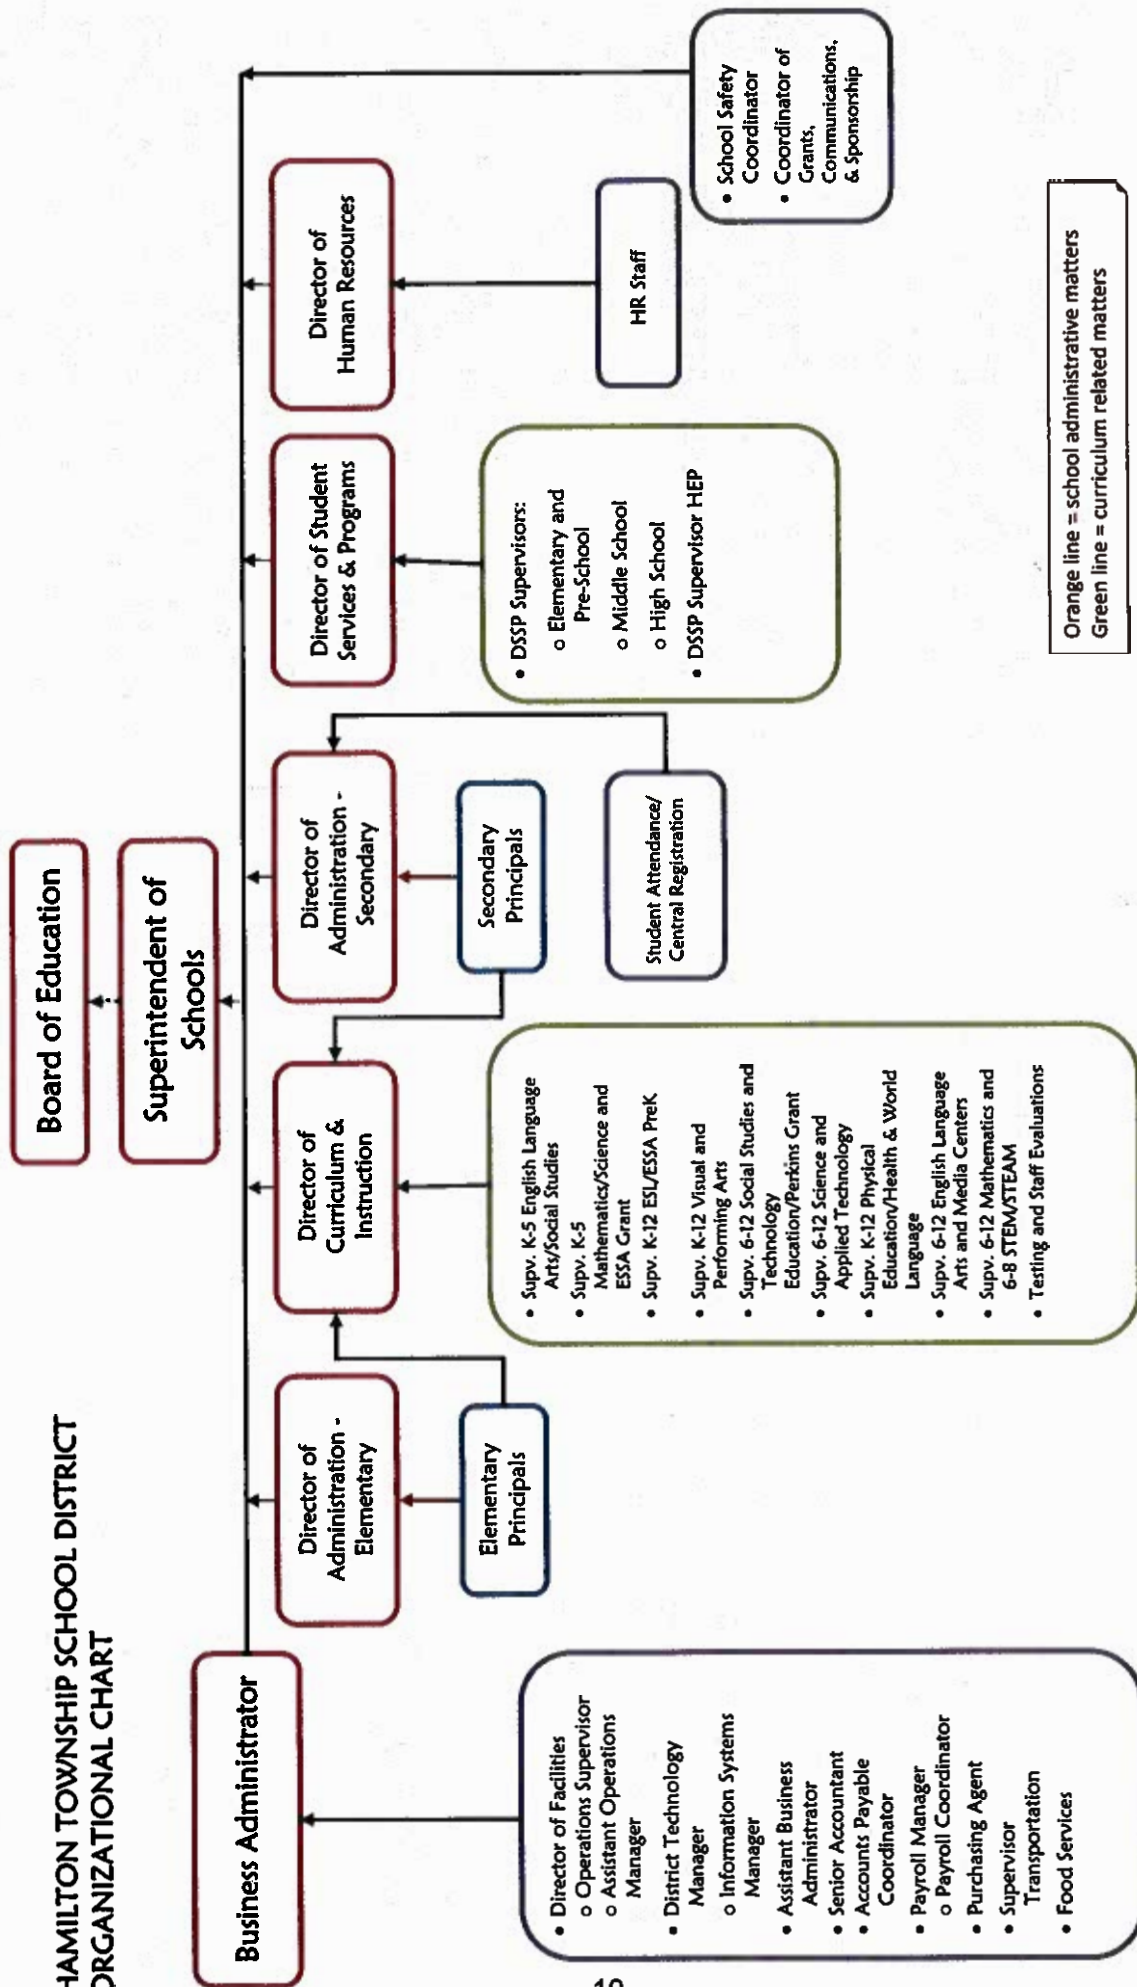 HAMILTON TOWNSHIP SCHOOL DISTRICT
ORGANIZATIONAL CHART
Board of Education
Superintendent of
Schools
Business Administrator
Director of
Administration -
Elementary
Director of
Curriculum &
Instruction
Director of
Administration -
Secondary
Director of Student
Services & Programs
Director of
Human Resources
Elementary
Principals
Secondary
Principals
Student Attendance/
Central Registration
HR Staff
• School Safety
Coordinator
• Coordinator of
Grants,
Communications,
& Sponsorship
• Director of Facilities
o Operations Supervisor
o Assistant Operations
Manager
• District Technology
Manager
o Information Systems
Manager
• Assistant Business
Administrator
• Senior Accountant
• Accounts Payable
Coordinator
• Payroll Manager
o Payroll Coordinator
• Purchasing Agent
• Supervisor
Transportation
• Food Services
• Supv. K-5 English Language
Arts/Social Studies
• Supv. K-5
Mathematics/Science and
ESSA Grant
• Supv. K-12 ESL/ESSA PreK
• Supv. K-12 Visual and
Performing Arts
• Supv. 6-12 Social Studies and
Technology
Education/Perkins Grant
• Supv. 6-12 Science and
Applied Technology
• Supv. K-12 Physical
Education/Health & World
Language
• Supv. 6-12 English Language
Arts and Media Centers
• Supv. 6-12 Mathematics and
6-8 STEM/STEAM
• Testing and Staff Evaluations
• DSSP Supervisors:
o Elementary and
Pre-School
o Middle School
o High School
• DSSP Supervisor HEP
Orange line = school administrative matters
Green line = curriculum related matters